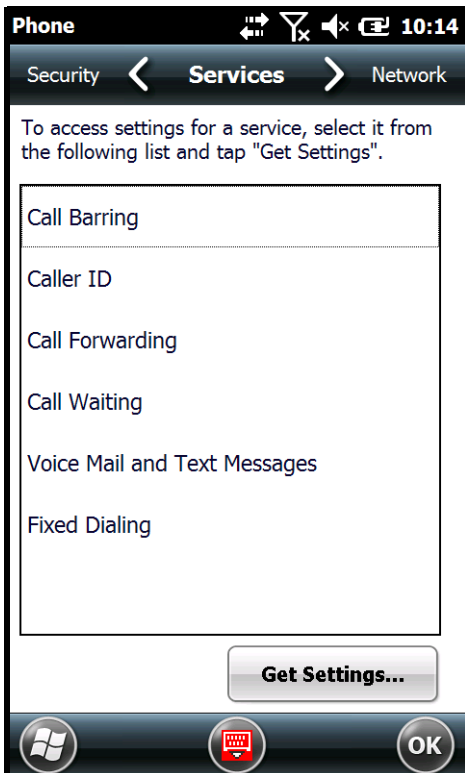 Phone 10:14
Security Services Network
To access settings for a service, select it from
the following list and tap "Get Settings".
Call Barring
Caller ID
Call Forwarding
Call Waiting
Voice Mail and Text Messages
Fixed Dialing
Get Settings...
OK